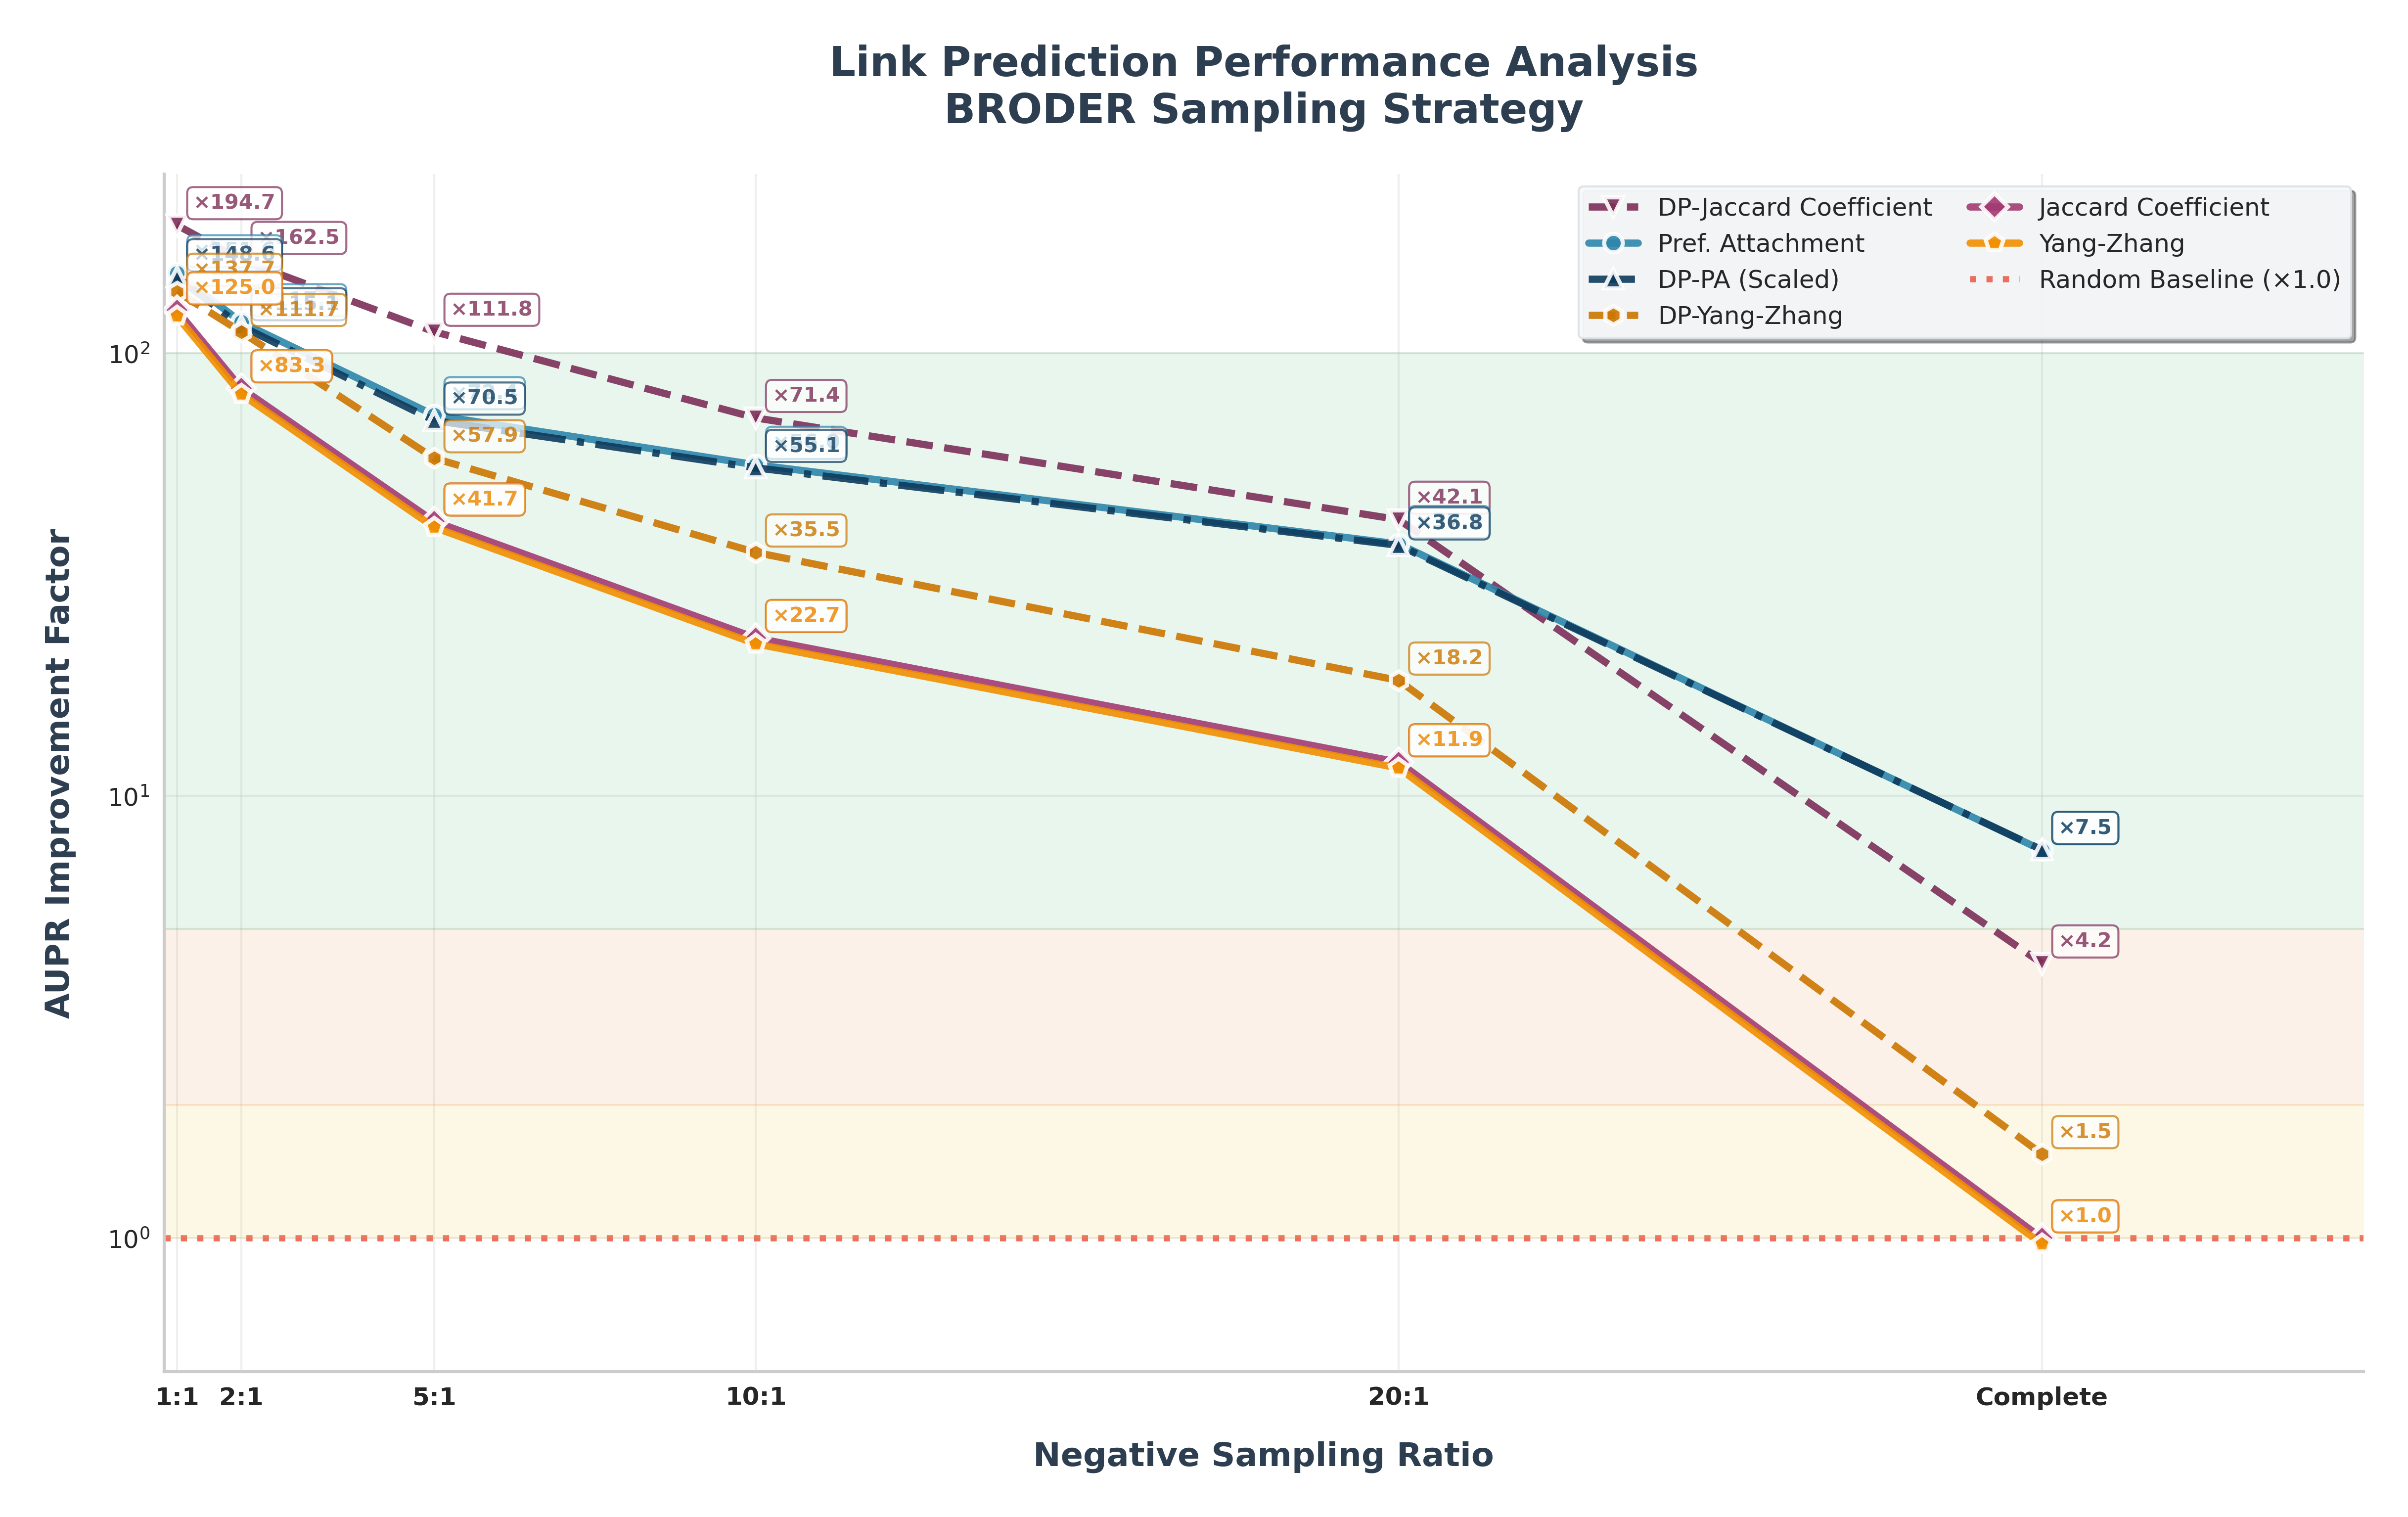 Link Prediction Performance Analysis
BRODER Sampling Strategy
DP-Jaccard Coefficient
Pref. Attachment
DP-PA (Scaled)
DP-Yang-Zhang
Jaccard Coefficient
Yang-Zhang
Random Baseline (×1.0)
AUPR Improvement Factor
10²
10¹
10⁰
×194.7
×162.5
×148.6
×137.7
×125.0
×111.7
×83.3
×111.8
×70.5
×57.9
×41.7
×71.4
×55.1
×35.5
×22.7
×42.1
×36.8
×18.2
×11.9
×7.5
×4.2
×1.5
×1.0
1:1 2:1 5:1 10:1 20:1 Complete
Negative Sampling Ratio